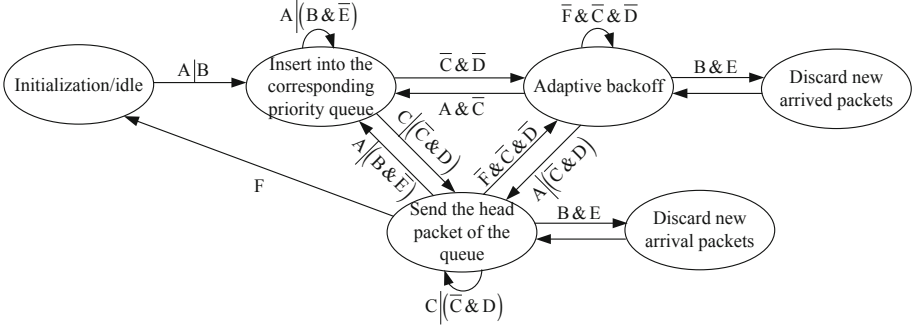 A|(B & E̅)
F̅ & C̅ & D̅
Initialization/idle
A|B
Insert into the
corresponding
priority queue
C̅ & D̅
A & C̅
Adaptive backoff
B & E
Discard new
arrived packets
C|(C̅ & D)
A|(B & E̅)
F̅ & C̅ & D̅
A|(C̅ & D)
F
Send the head
packet of the
queue
B & E
Discard new
arrival packets
C|(C̅ & D)